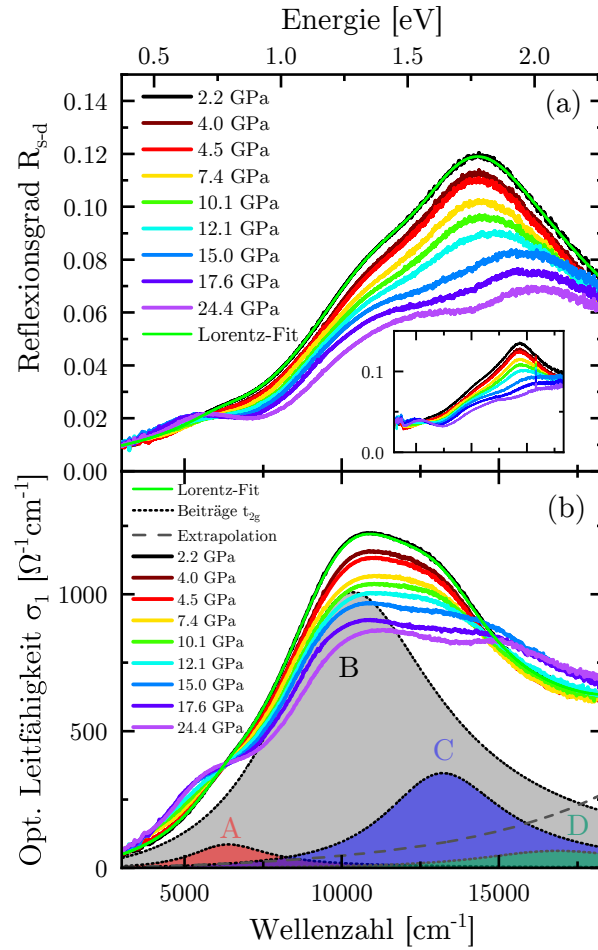 Energie [eV]
0.5 1.0 1.5 2.0
(a)
Reflexionsgrad R_{s-d}
0.14
0.12
0.10
0.08
0.06
0.04
0.02
0.00
2.2 GPa
4.0 GPa
4.5 GPa
7.4 GPa
10.1 GPa
12.1 GPa
15.0 GPa
17.6 GPa
24.4 GPa
Lorentz-Fit
0.1
0.0
(b)
Opt. Leitfähigkeit σ₁ [Ω⁻¹cm⁻¹]
1000
500
0
Lorentz-Fit
Beiträge t_{2g}
Extrapolation
2.2 GPa
4.0 GPa
4.5 GPa
7.4 GPa
10.1 GPa
12.1 GPa
15.0 GPa
17.6 GPa
24.4 GPa
A
B
C
D
5000 10000 15000
Wellenzahl [cm⁻¹]